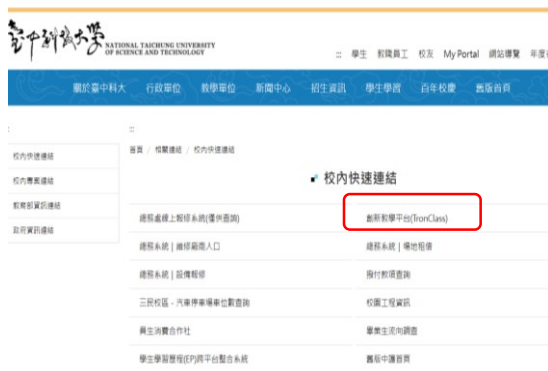 臺中科技大學 NATIONAL TAICHUNG UNIVERSITY
OF SCIENCE AND TECHNOLOGY
::: 學生 教職員工 校友 My Portal 網站導覽 年度
關於臺中科大 行政單位 教學單位 新聞中心 招生資訊 學生學習 百年校慶 舊版首頁
校內快速連結
校內專案連結
教育部資訊連結
政府資訊連結
首頁 / 相關連結 / 校內快速連結
校內快速連結
總務處線上報修系統(僅供查詢) 創新教學平台(TronClass)
總務系統 | 維修廠商入口 總務系統 | 場地租借
總務系統 | 設備報修 撥付款項查詢
三民校區 - 汽車停車場車位數查詢 校園工程資訊
員生消費合作社 畢業生流向調查
學生學習歷程(EP)跨平台整合系統 舊版中護首頁